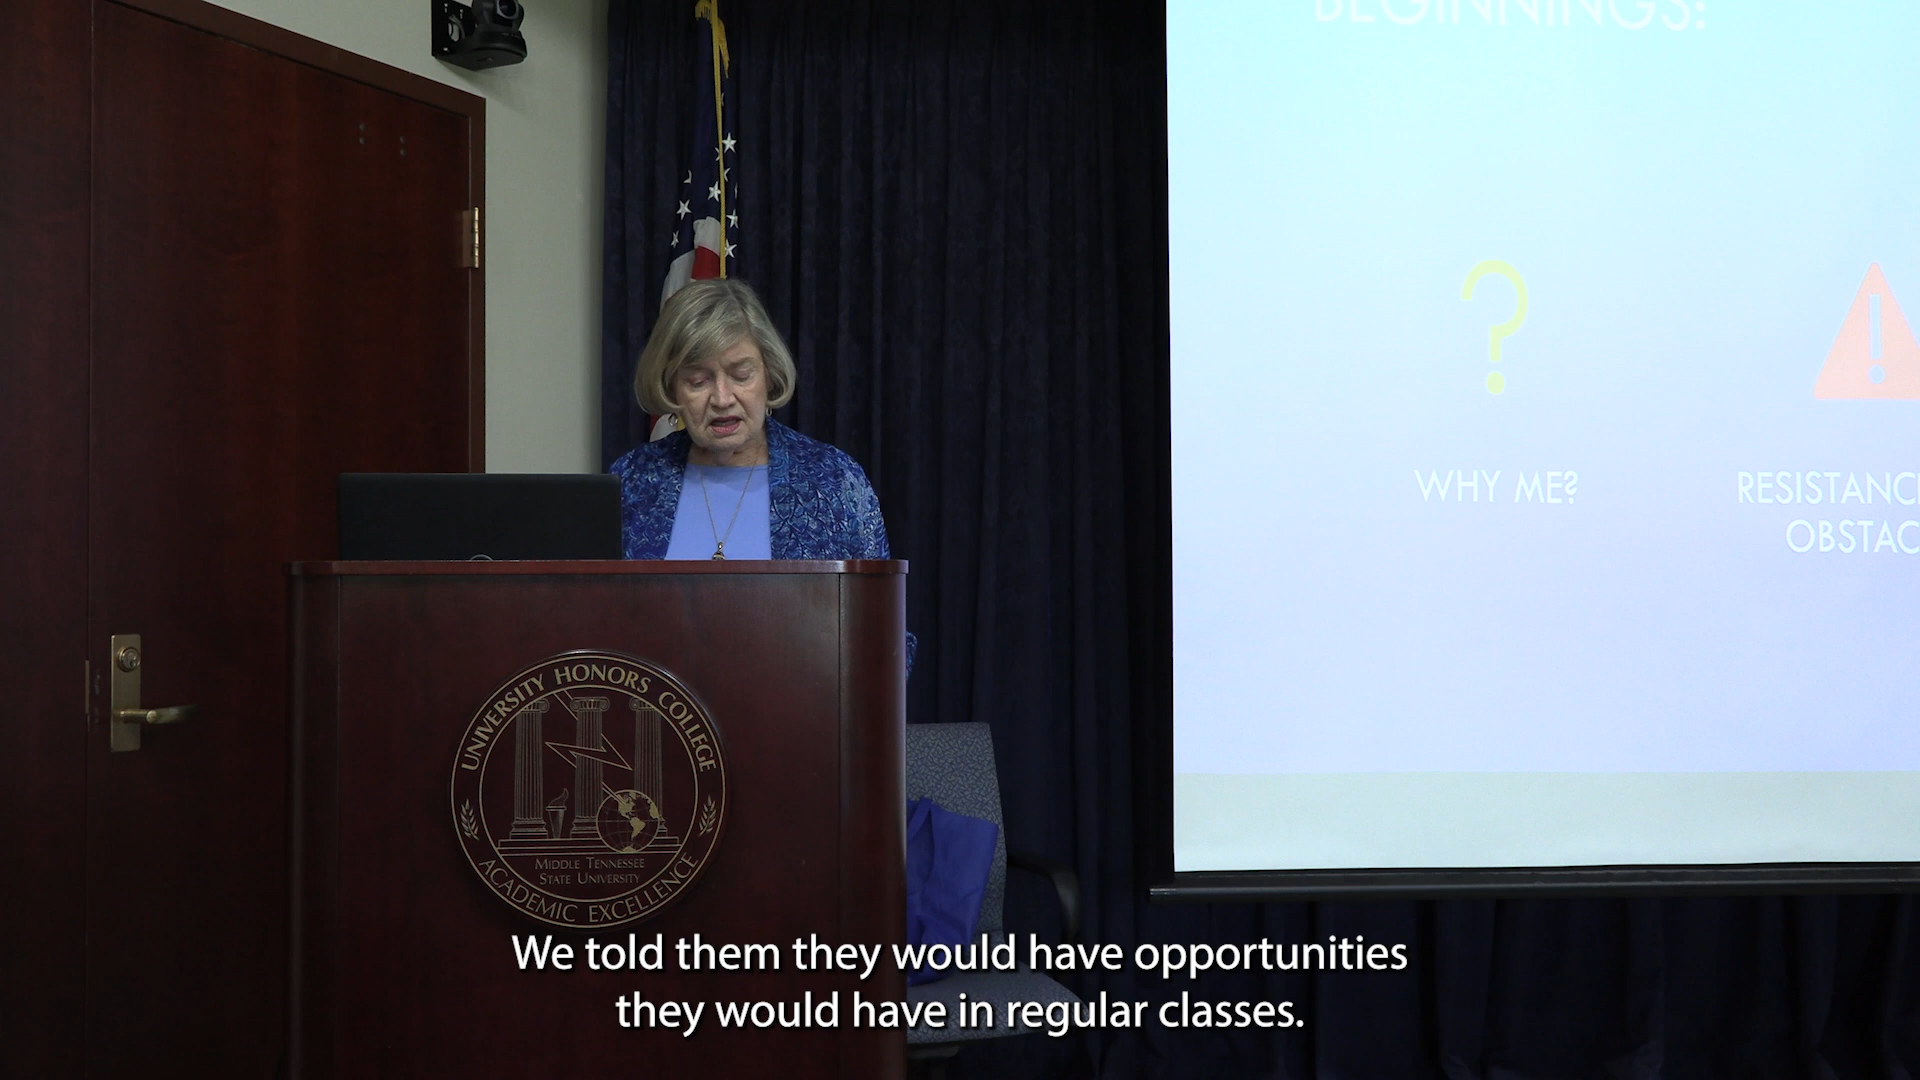 BEGINNINGS:
WHY ME?
RESISTANC
OBSTAC
UNIVERSITY HONORS COLLEGE
MIDDLE TENNESSEE
STATE UNIVERSITY
ACADEMIC EXCELLENCE
We told them they would have opportunities
they would have in regular classes.